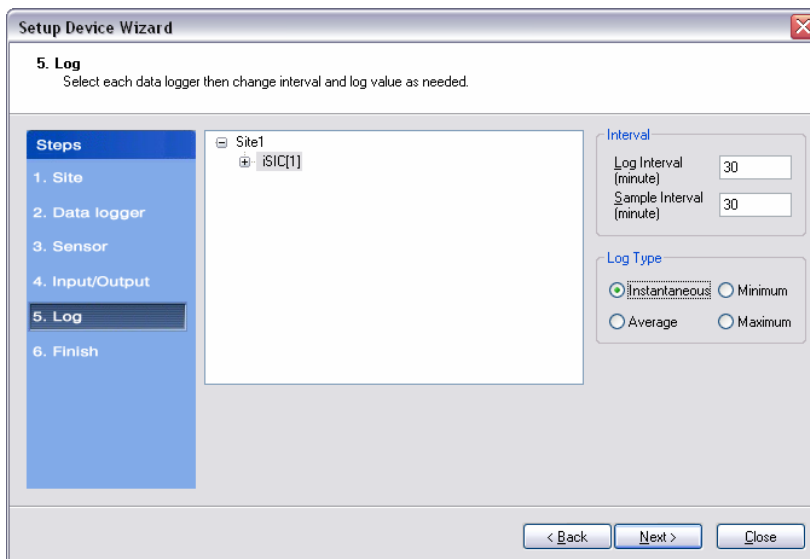 Setup Device Wizard
5. Log
Select each data logger then change interval and log value as needed.
Steps
1. Site
2. Data logger
3. Sensor
4. Input/Output
5. Log
6. Finish
Site1
iSIC[1]
Interval
Log Interval
(minute)
30
Sample Interval
(minute)
30
Log Type
Instantaneous
Minimum
Average
Maximum
< Back
Next >
Close